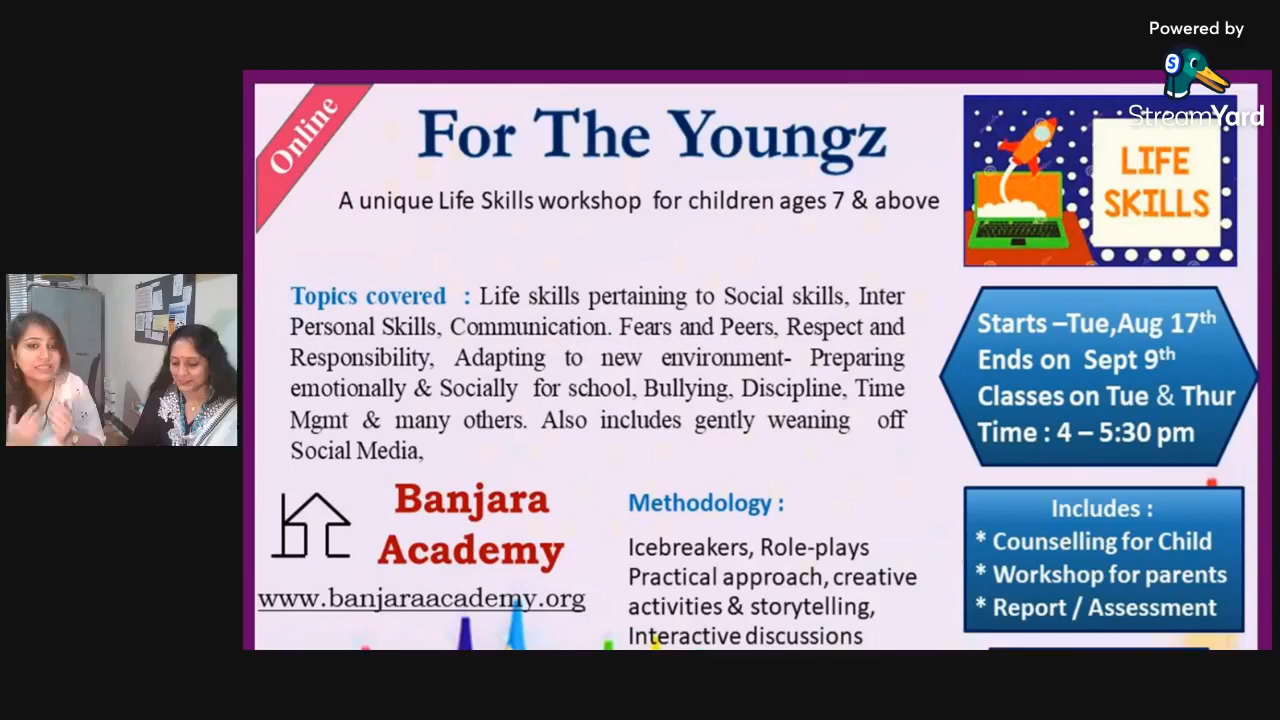 Powered by
S
StreamYard
Online
For The Youngz
A unique Life Skills workshop for children ages 7 & above
LIFE
SKILLS
Topics covered : Life skills pertaining to Social skills, Inter
Personal Skills, Communication. Fears and Peers, Respect and
Responsibility, Adapting to new environment- Preparing
emotionally & Socially for school, Bullying, Discipline, Time
Mgmt & many others. Also includes gently weaning off
Social Media,
Starts –Tue,Aug 17th
Ends on Sept 9th
Classes on Tue & Thur
Time : 4 – 5:30 pm
Banjara
Academy
www.banjaraacademy.org
Methodology :
Icebreakers, Role-plays
Practical approach, creative
activities & storytelling,
Interactive discussions
Includes :
* Counselling for Child
* Workshop for parents
* Report / Assessment